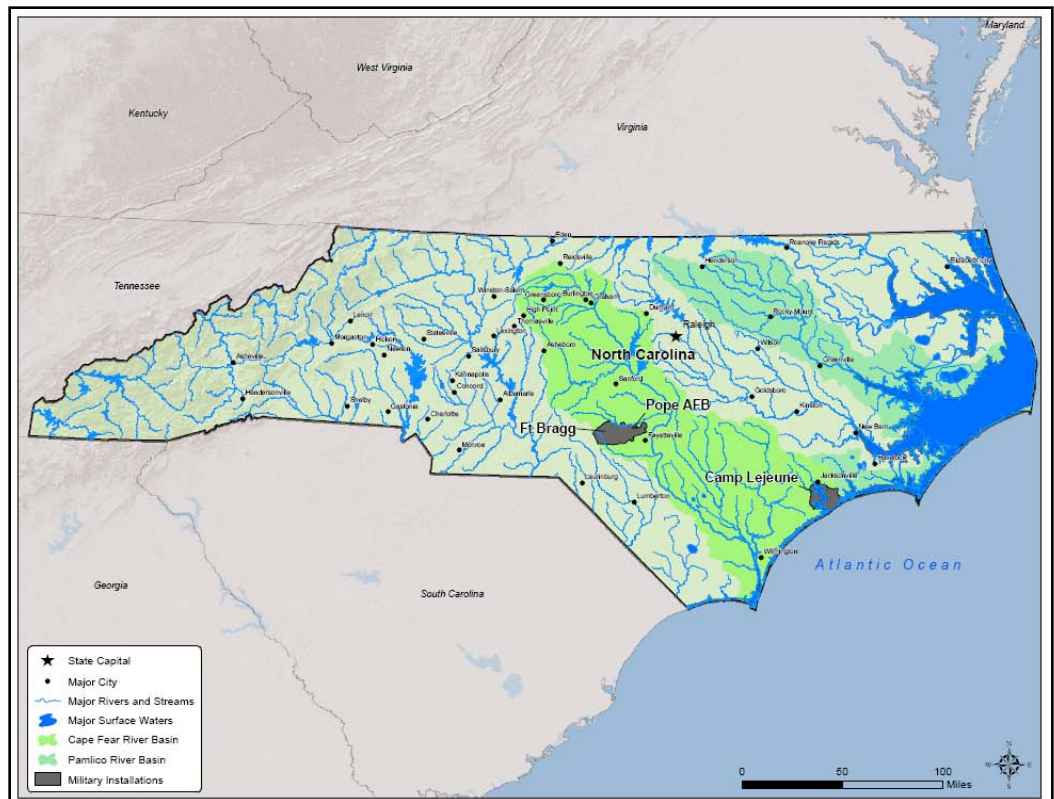 Maryland
West Virginia
Kentucky
Virginia
Tennessee
Eden
Roanoke Rapids
Reidsville
Henderson
Elizabeth City
Winston-Salem
Greensboro
Burlington
Graham
High Point
Durham
Lenoir
Thomasville
Rocky Mount
Raleigh
Morganton
Hickory
Statesville
Lexington
Newton
Salisbury
Asheboro
North Carolina
Wilson
Asheville
Greenville
Kannapolis
Concord
Sanford
Hendersonville
Albemarle
Goldsboro
Shelby
Gastonia
Pope AFB
Kinston
Charlotte
Ft Bragg
Fayetteville
New Bern
Monroe
Havelock
Camp Lejeune
Jacksonville
Laurinburg
Lumberton
Wilmington
Atlantic Ocean
Georgia
South Carolina
State Capital
Major City
Major Rivers and Streams
Major Surface Waters
Cape Fear River Basin
Pamlico River Basin
Military Installations
N
W E
S
0 50 100
Miles